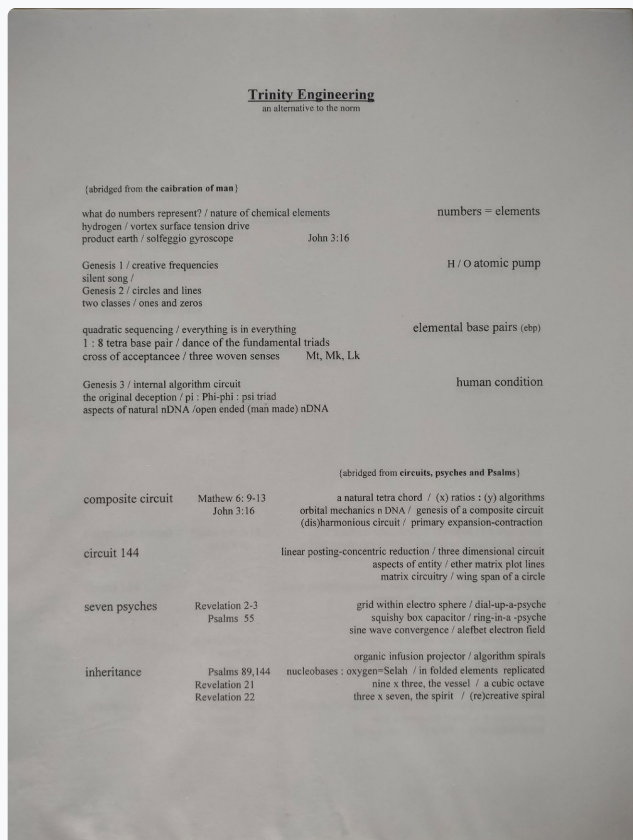 Trinity Engineering
an alternative to the norm
{abridged from the caibration of man}
what do numbers represent? / nature of chemical elements numbers = elements
hydrogen / vortex surface tension drive
product earth / solfeggio gyroscope John 3:16
Genesis 1 / creative frequencies H / O atomic pump
silent song /
Genesis 2 / circles and lines
two classes / ones and zeros
quadratic sequencing / everything is in everything elemental base pairs (ebp)
1 : 8 tetra base pair / dance of the fundamental triads
cross of acceptancee / three woven senses Mt, Mk, Lk
Genesis 3 / internal algorithm circuit human condition
the original deception / pi : Phi-phi : psi triad
aspects of natural nDNA /open ended (man made) nDNA
{abridged from circuits, psyches and Psalms}
composite circuit Mathew 6: 9-13 a natural tetra chord / (x) ratios : (y) algorithms
John 3:16 orbital mechanics n DNA / genesis of a composite circuit
(dis)harmonious circuit / primary expansion-contraction
circuit 144 linear posting-concentric reduction / three dimensional circuit
aspects of entity / ether matrix plot lines
matrix circuitry / wing span of a circle
seven psyches Revelation 2-3 grid within electro sphere / dial-up-a-psyche
Psalms 55 squishy box capacitor / ring-in-a -psyche
sine wave convergence / alefbet electron field
organic infusion projector / algorithm spirals
inheritance Psalms 89,144 nucleobases : oxygen=Selah / in folded elements replicated
Revelation 21 nine x three, the vessel / a cubic octave
Revelation 22 three x seven, the spirit / (re)creative spiral